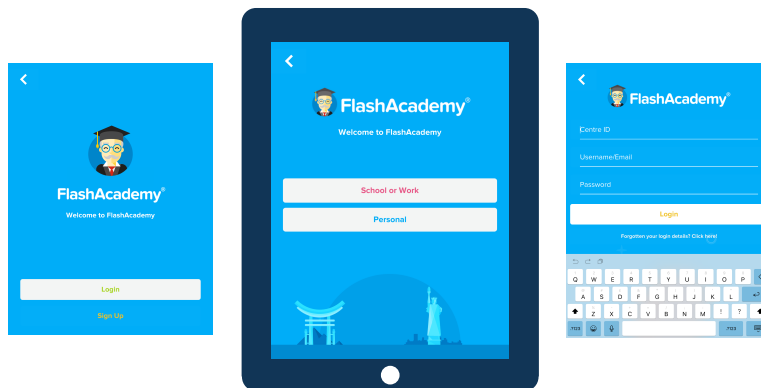 FlashAcademy®
Welcome to FlashAcademy
Login
Sign Up
FlashAcademy®
Welcome to FlashAcademy
School or Work
Personal
FlashAcademy®
Centre ID
Username/Email
Password
Login
Forgotten your login details? Click here!
Q W E R T Y U I O P
A S D F G H J K L
Z X C V B N M ! ?
.?123 .?123